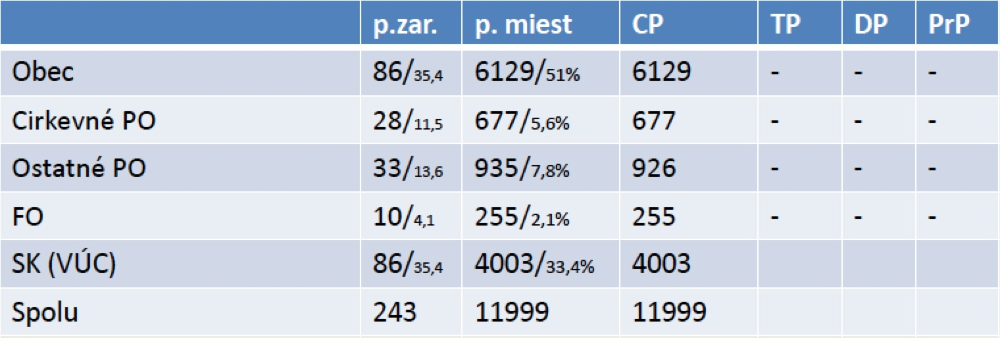 p.zar. p. miest CP TP DP PrP
Obec 86/35,4 6129/51% 6129 - - -
Cirkevné PO 28/11,5 677/5,6% 677 - - -
Ostatné PO 33/13,6 935/7,8% 926 - - -
FO 10/4,1 255/2,1% 255 - - -
SK (VÚC) 86/35,4 4003/33,4% 4003
Spolu 243 11999 11999